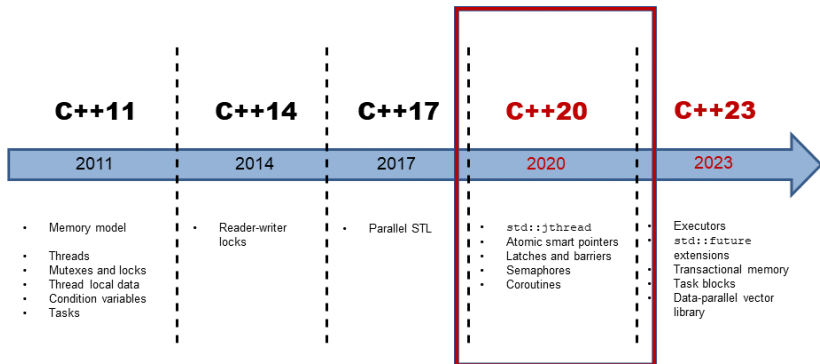 C++11
C++14
C++17
C++20
C++23
2011
2014
2017
2020
2023
• Memory model
• Threads
• Mutexes and locks
• Thread local data
• Condition variables
• Tasks
• Reader-writer
locks
• Parallel STL
• std::jthread
• Atomic smart pointers
• Latches and barriers
• Semaphores
• Coroutines
• Executors
• std::future
extensions
• Transactional memory
• Task blocks
• Data-parallel vector
library